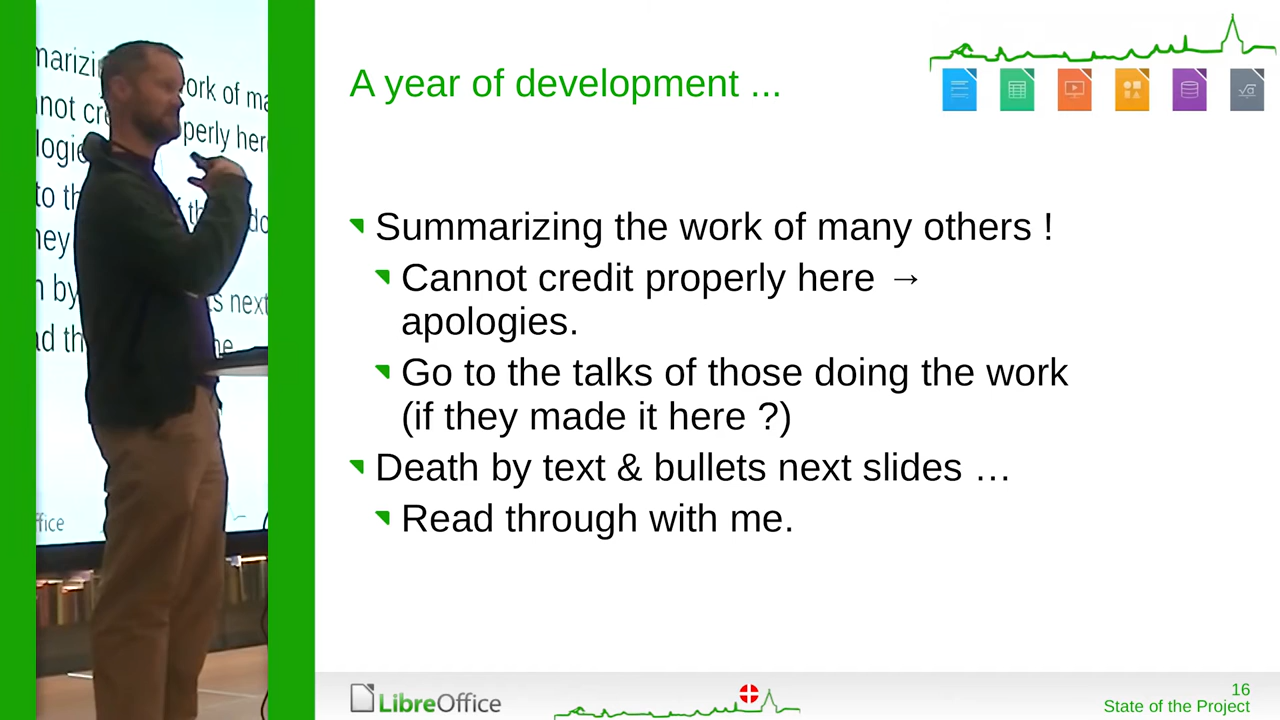 A year of development ...
Summarizing the work of many others !
Cannot credit properly here →
apologies.
Go to the talks of those doing the work
(if they made it here ?)
Death by text & bullets next slides …
Read through with me.
LibreOffice
16
State of the Project